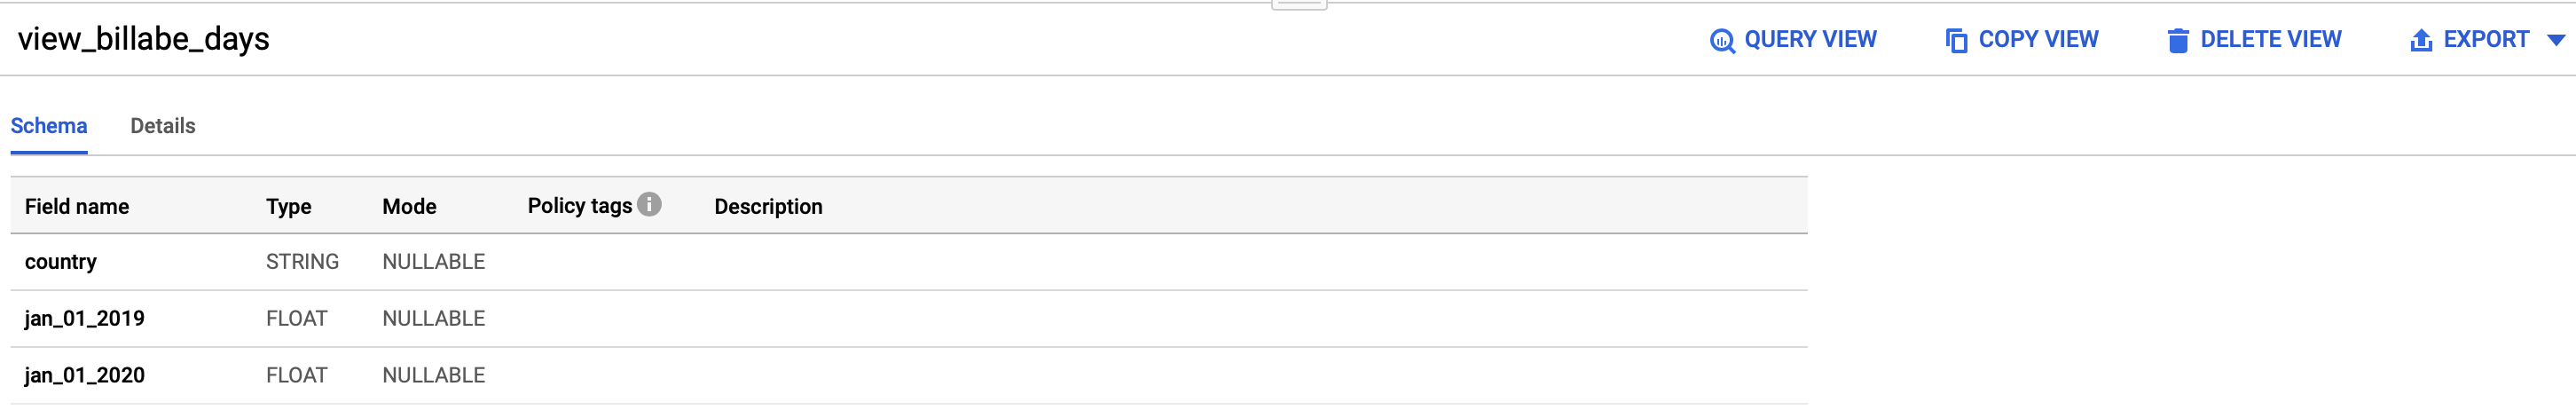 view_billabe_days
QUERY VIEW COPY VIEW DELETE VIEW EXPORT
Schema Details
Field name Type Mode Policy tags Description
country STRING NULLABLE
jan_01_2019 FLOAT NULLABLE
jan_01_2020 FLOAT NULLABLE